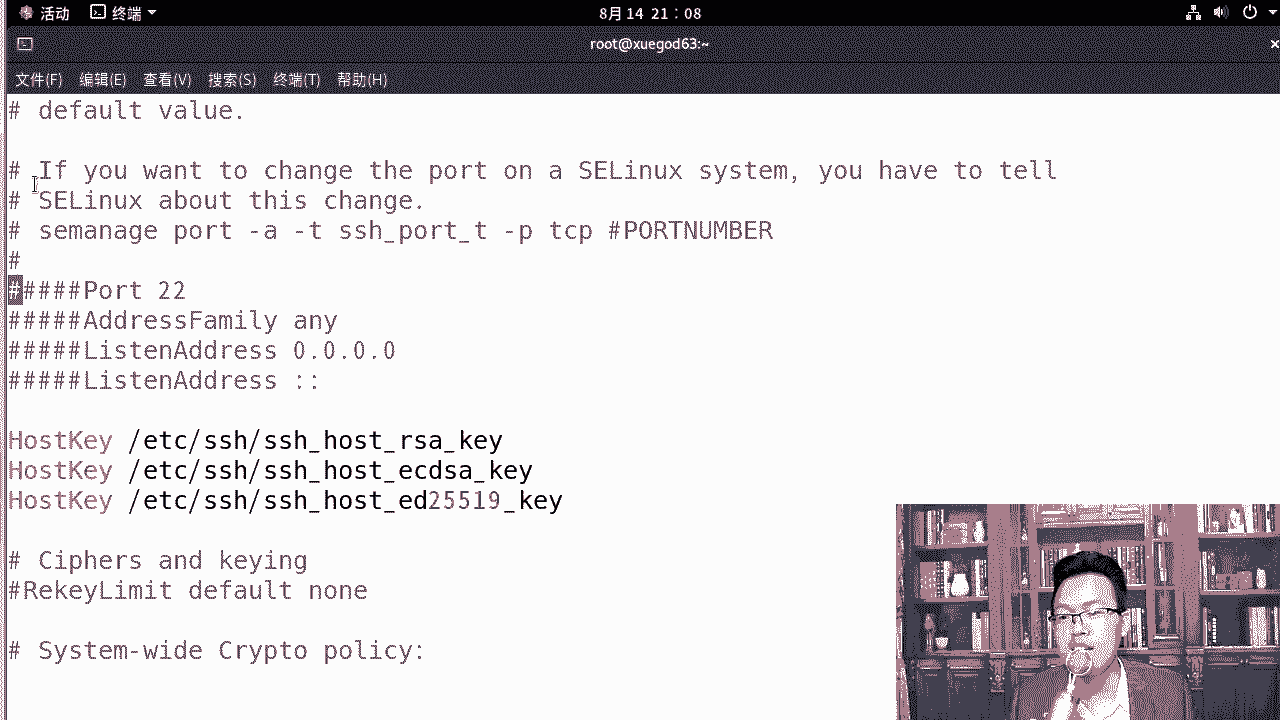 活动 终端 8月14 21：08
root@xuegod63:~ ×
文件(F) 编辑(E) 查看(V) 搜索(S) 终端(T) 帮助(H)
# default value.
# If you want to change the port on a SELinux system, you have to tell
# SELinux about this change.
# semanage port -a -t ssh_port_t -p tcp #PORTNUMBER
#
#####Port 22
#####AddressFamily any
#####ListenAddress 0.0.0.0
#####ListenAddress ::
HostKey /etc/ssh/ssh_host_rsa_key
HostKey /etc/ssh/ssh_host_ecdsa_key
HostKey /etc/ssh/ssh_host_ed25519_key
# Ciphers and keying
#RekeyLimit default none
# System-wide Crypto policy: